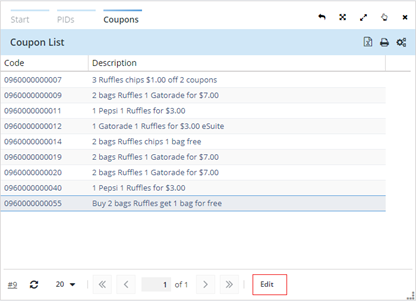 Start PIDs Coupons
Coupon List
Code Description
0960000000007 3 Ruffles chips $1.00 off 2 coupons
0960000000009 2 bags Ruffles 1 Gatorade for $7.00
0960000000011 1 Pepsi 1 Ruffles for $3.00
0960000000012 1 Gatorade 1 Ruffles for $3.00 eSuite
0960000000014 2 bags Ruffles chips 1 bag free
0960000000019 2 bags Ruffles 1 Gatorade for $7.00
0960000000020 2 bags Ruffles 1 Gatorade for $7.00
0960000000040 1 Pepsi 1 Ruffles for $3.00
0960000000055 Buy 2 bags Ruffles get 1 bag for free
#9 20 1 of 1 Edit